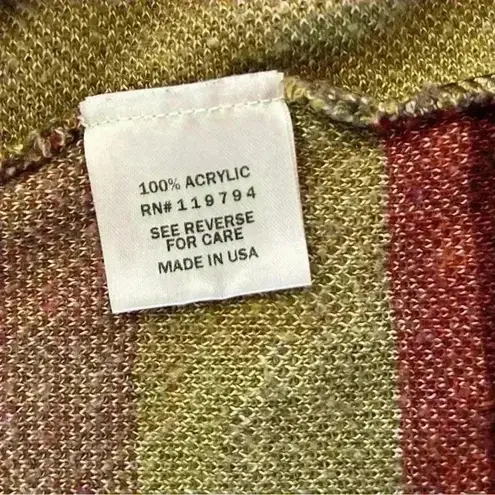 100% ACRYLIC
RN# 119794
SEE REVERSE
FOR CARE
MADE IN USA